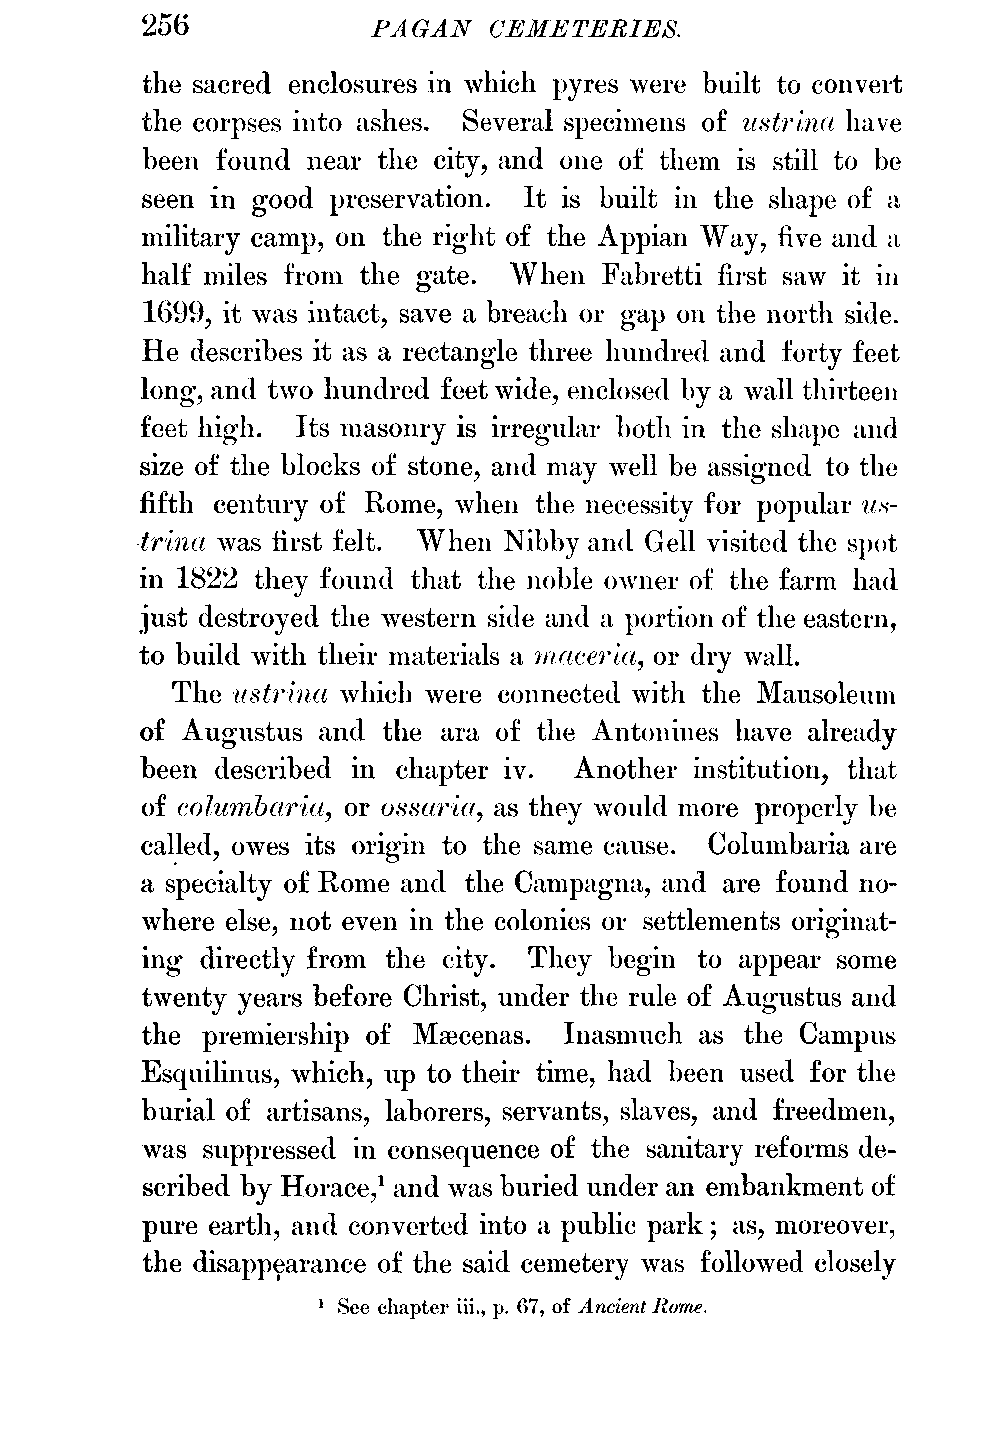 256 PAGAN CEMETERIES.
the sacred enclosures in which pyres were built to convert
the corpses into ashes. Several specimens of ustrina have
been found near the city, and one of them is still to be
seen in good preservation. It is built in the shape of a
military camp, on the right of the Appian Way, five and a
half miles from the gate. When Fabretti first saw it in
1699, it was intact, save a breach or gap on the north side.
He describes it as a rectangle three hundred and forty feet
long, and two hundred feet wide, enclosed by a wall thirteen
feet high. Its masonry is irregular both in the shape and
size of the blocks of stone, and may well be assigned to the
fifth century of Rome, when the necessity for popular us-
trina was first felt. When Nibby and Gell visited the spot
in 1822 they found that the noble owner of the farm had
just destroyed the western side and a portion of the eastern,
to build with their materials a maceria, or dry wall.
The ustrina which were connected with the Mausoleum
of Augustus and the ara of the Antonines have already
been described in chapter iv. Another institution, that
of columbaria, or ossaria, as they would more properly be
called, owes its origin to the same cause. Columbaria are
a specialty of Rome and the Campagna, and are found no-
where else, not even in the colonies or settlements originat-
ing directly from the city. They begin to appear some
twenty years before Christ, under the rule of Augustus and
the premiership of Mæcenas. Inasmuch as the Campus
Esquilinus, which, up to their time, had been used for the
burial of artisans, laborers, servants, slaves, and freedmen,
was suppressed in consequence of the sanitary reforms de-
scribed by Horace,¹ and was buried under an embankment of
pure earth, and converted into a public park; as, moreover,
the disappearance of the said cemetery was followed closely
¹ See chapter iii., p. 67, of Ancient Rome.